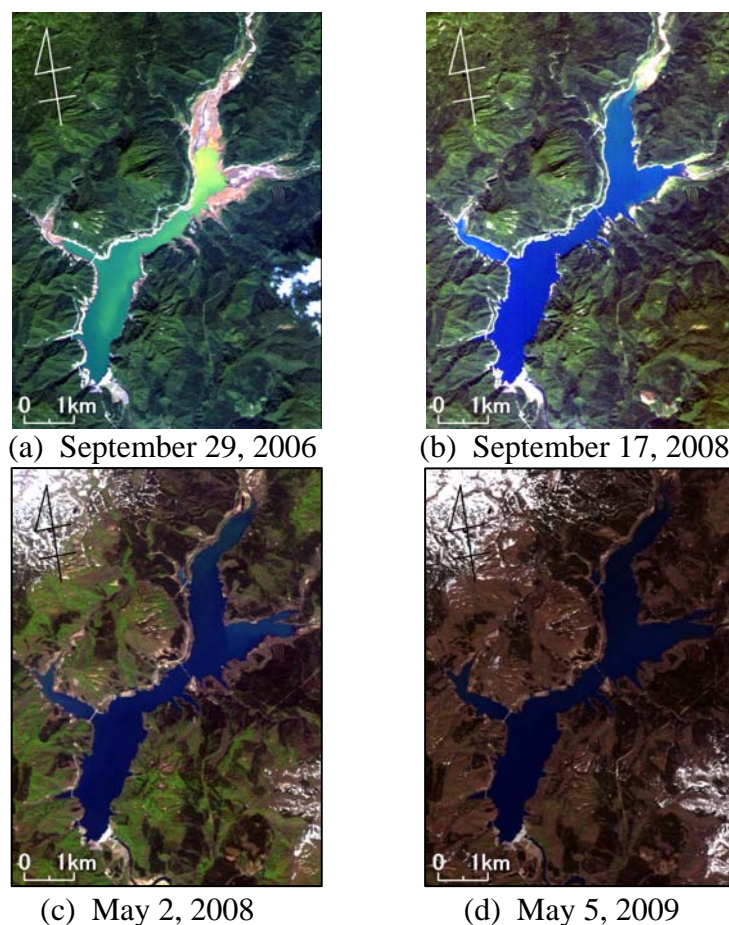 0 1km
0 1km
(a) September 29, 2006
(b) September 17, 2008
0 1km
0 1km
(c) May 2, 2008
(d) May 5, 2009